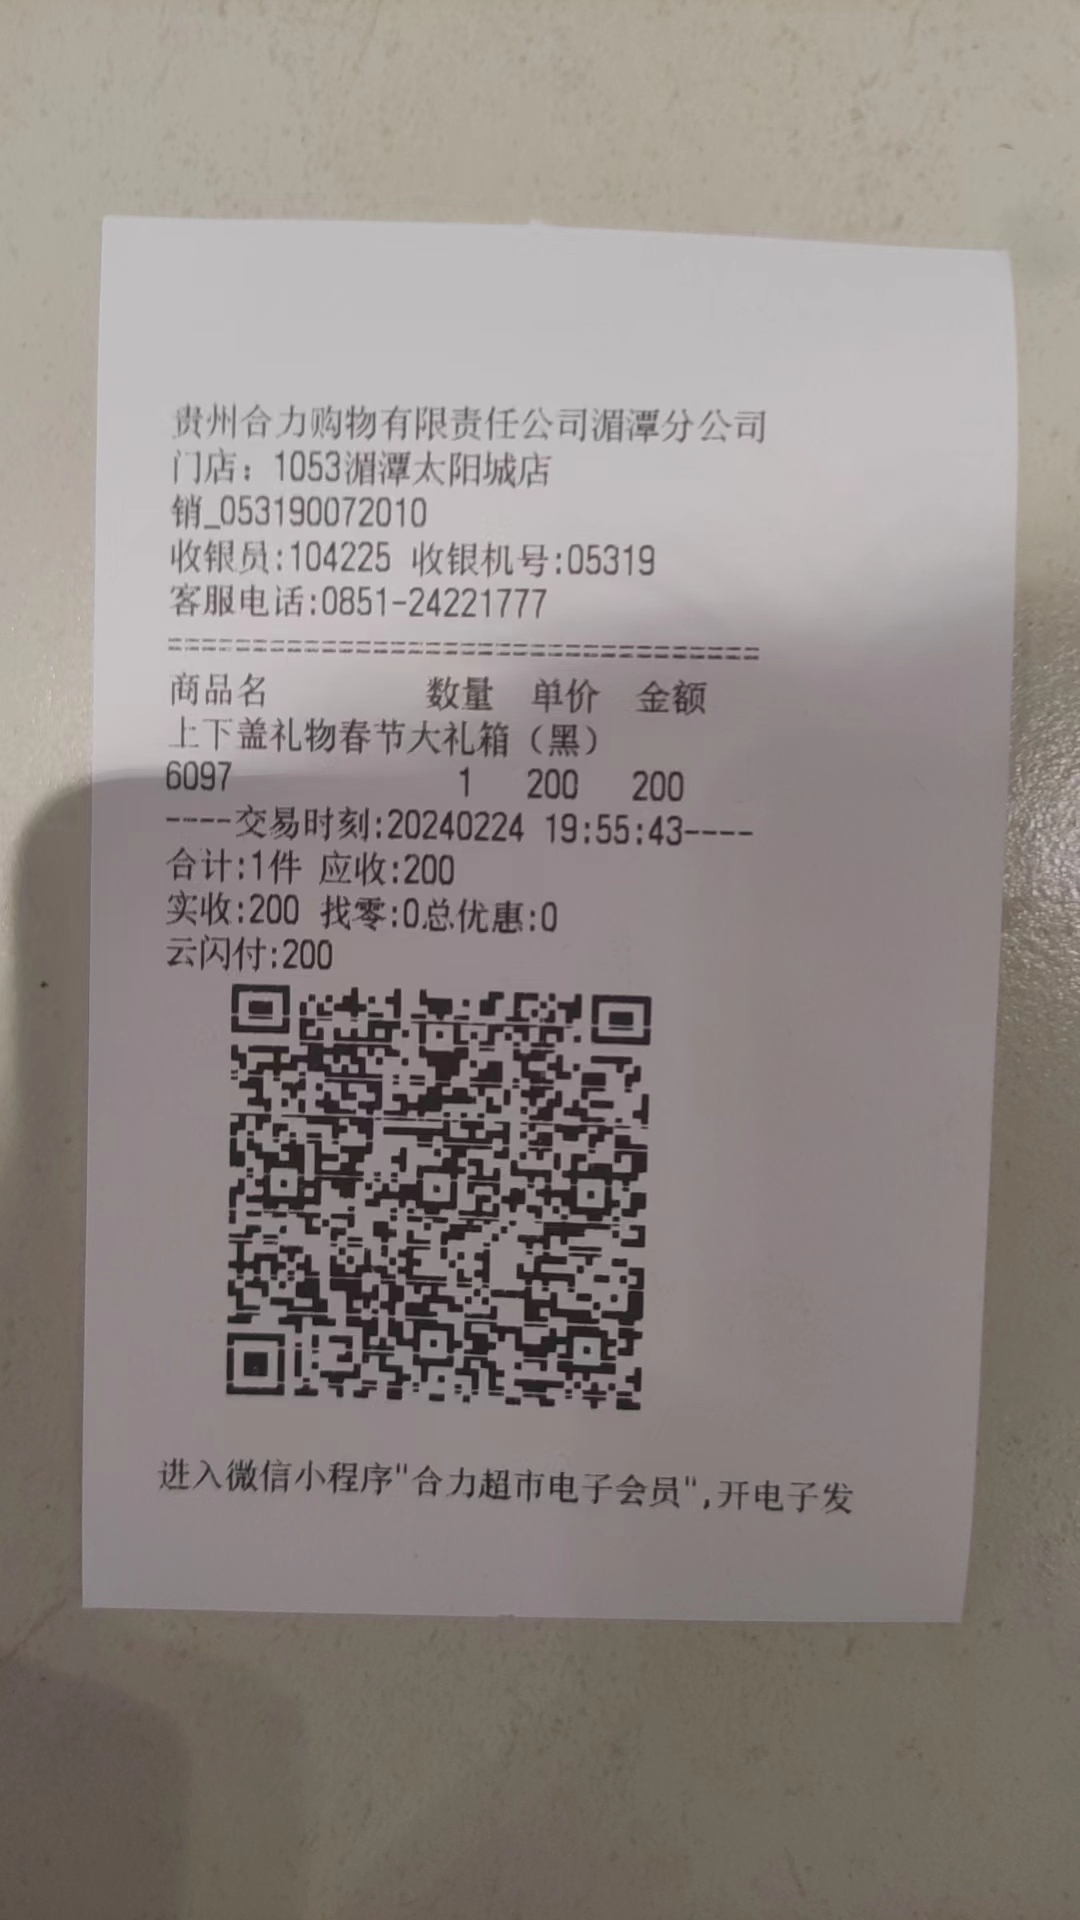 贵州合力购物有限责任公司湄潭分公司
门店：1053湄潭太阳城店
销_053190072010
收银员:104225 收银机号:05319
客服电话:0851-24221777
===================================
商品名 数量 单价 金额
上下盖礼物春节大礼箱（黑）
6097 1 200 200
----交易时刻:20240224 19:55:43----
合计:1件 应收:200
实收:200 找零:0总优惠:0
云闪付:200
进入微信小程序"合力超市电子会员",开电子发